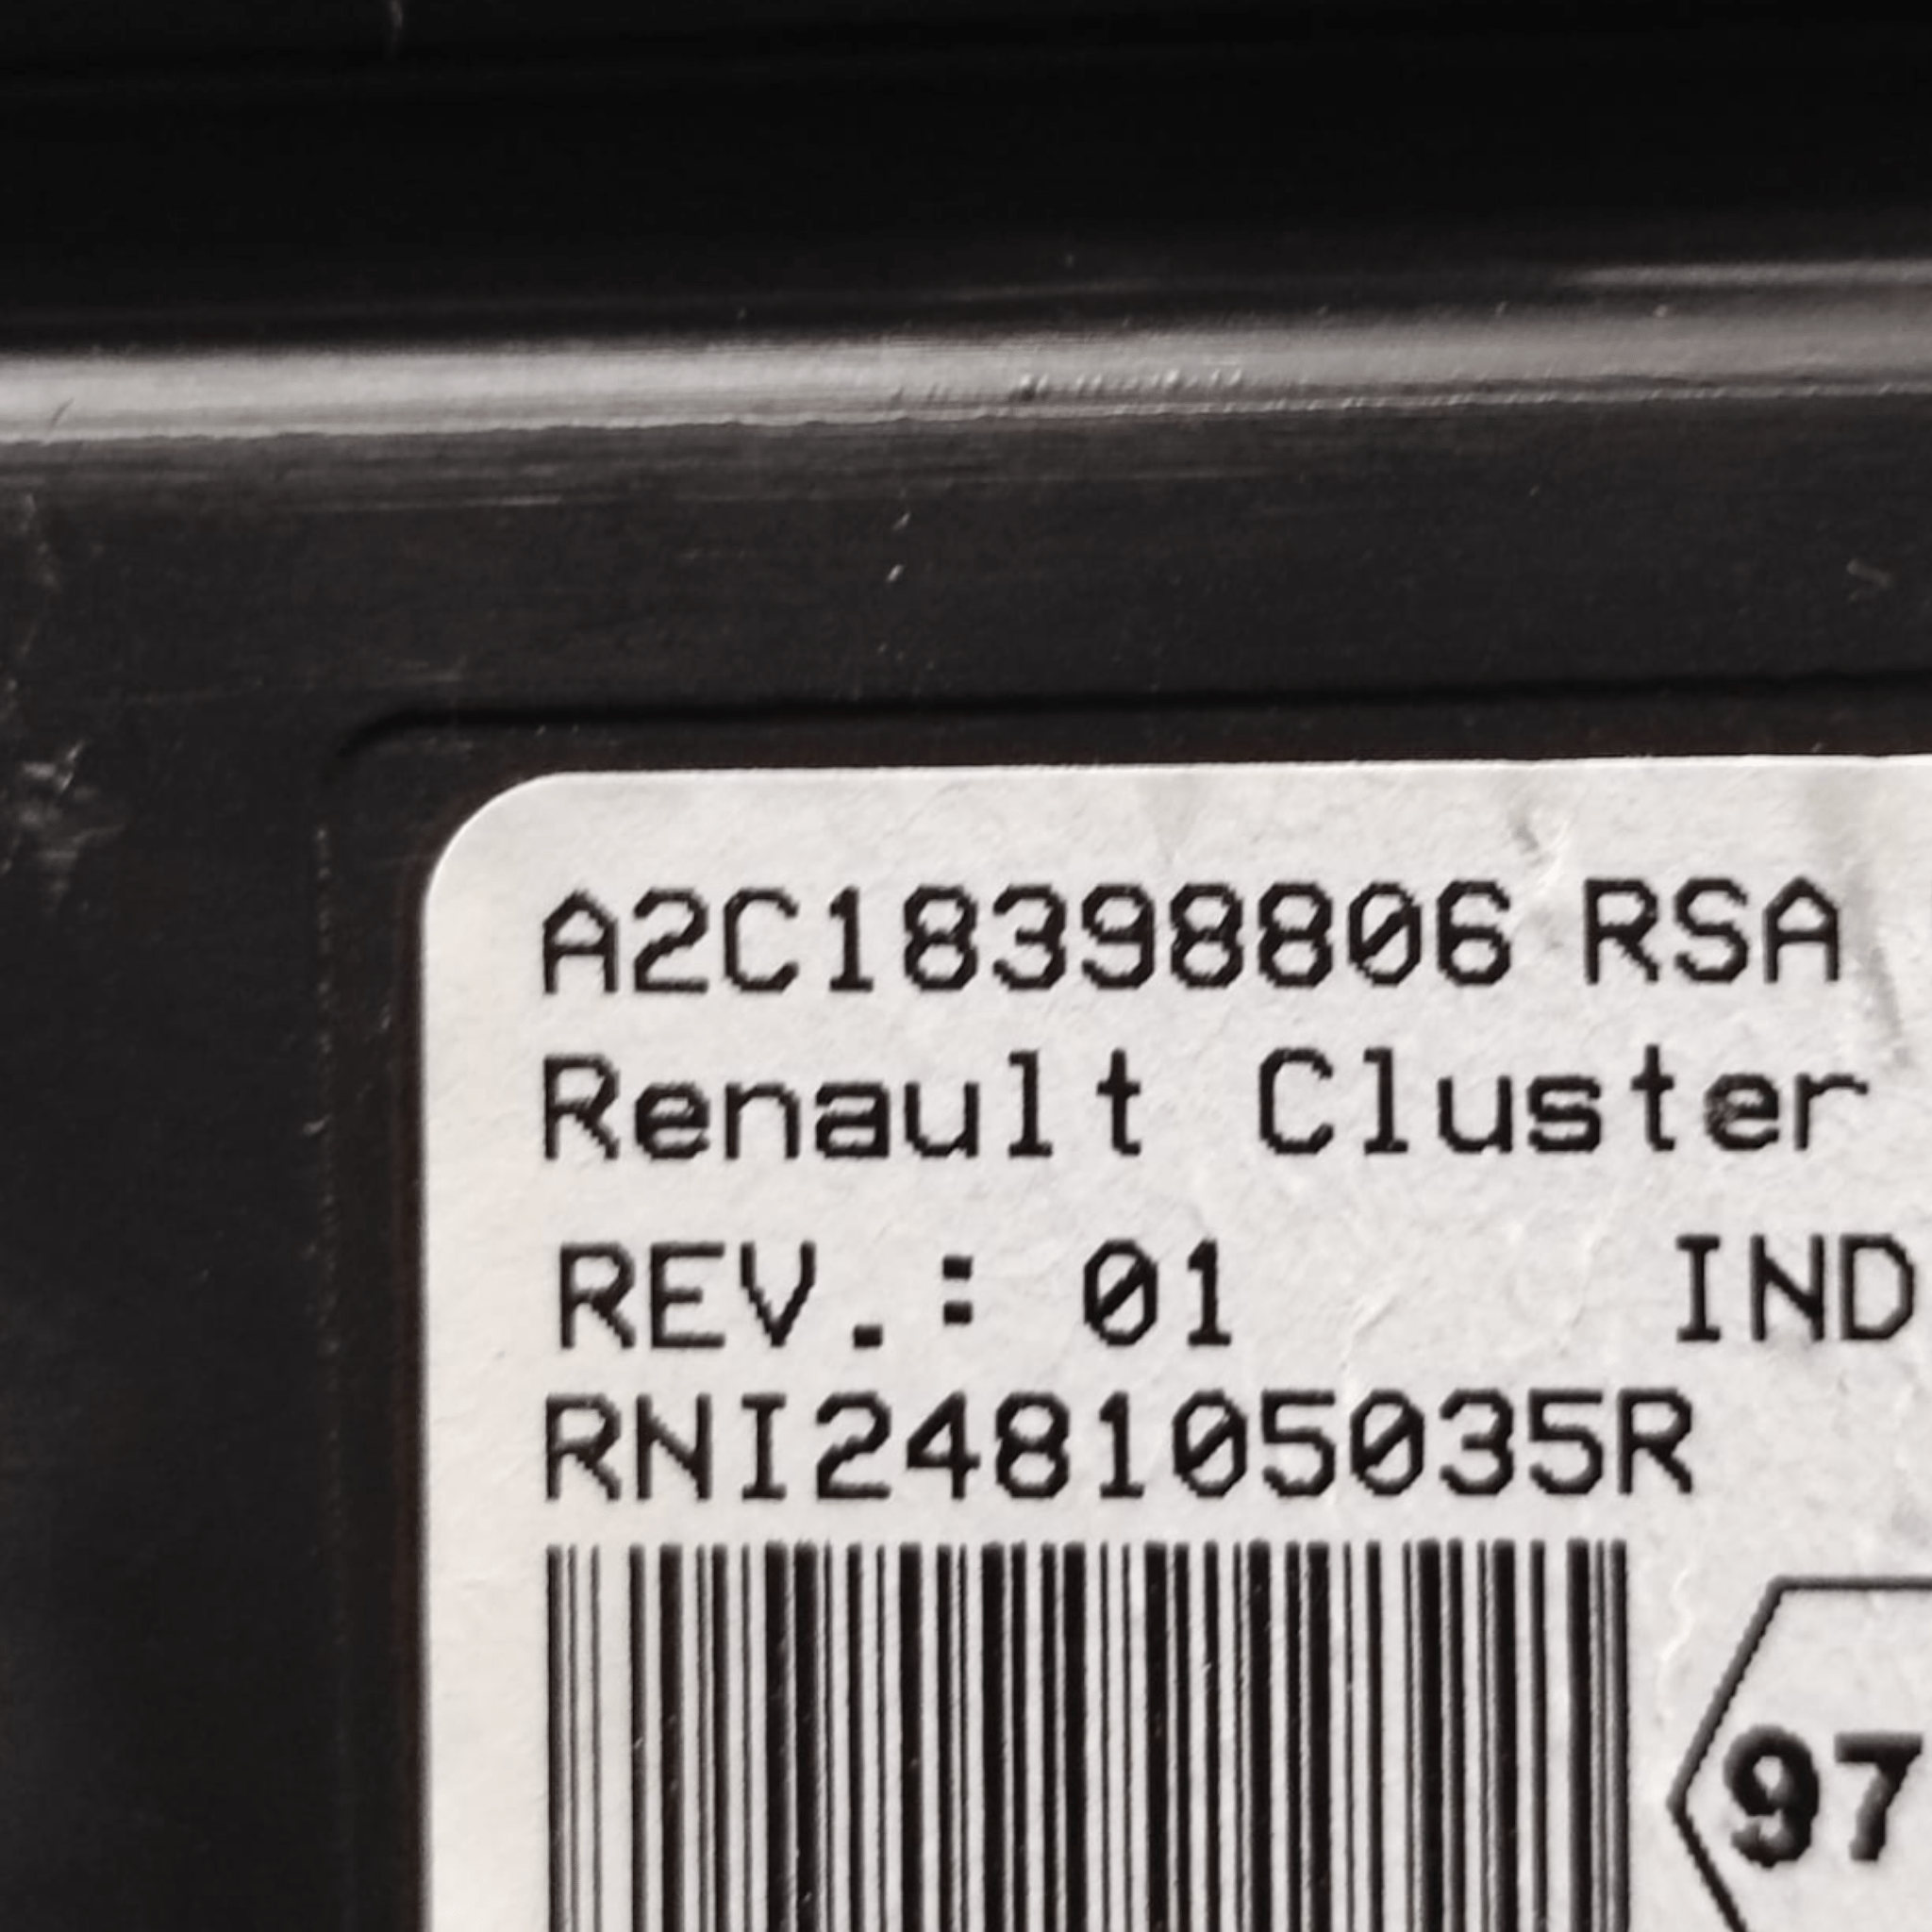 A2C18398806 RSA
Renault Cluster
REV.: 01 IND
RNI248105035R
97